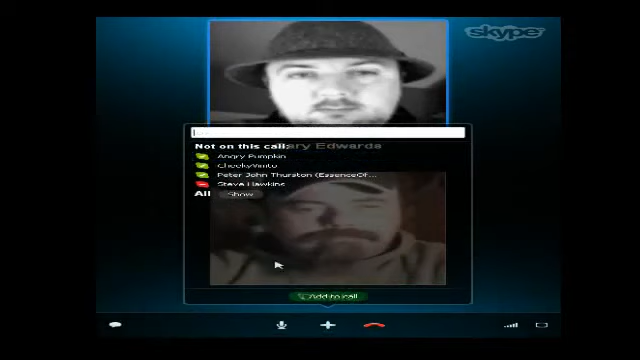 skype
Not on this call:
ary Edwards
Angry Pumpkin
CheekyVinto
Peter John Thurston (EssenceOf...
Steve Hawkins
All
Show
Add to call